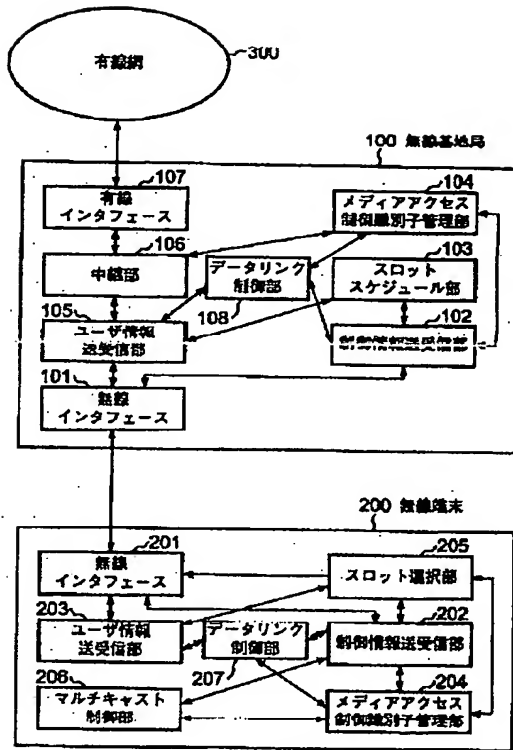 有線網
300
100 無線基地局
107
有線
インタフェース
104
メディアアクセス
制御識別子管理部
106
中継部
103
スロット
スケジュール部
データリンク
制御部
108
105
ユーザ情報
送受信部
102
制御情報送受信部
101
無線
インタフェース
200 無線端末
201
無線
インタフェース
205
スロット選択部
203
ユーザ情報
送受信部
データリンク
制御部
207
202
制御情報送受信部
206
マルチキャスト
制御部
204
メディアアクセス
制御識別子管理部